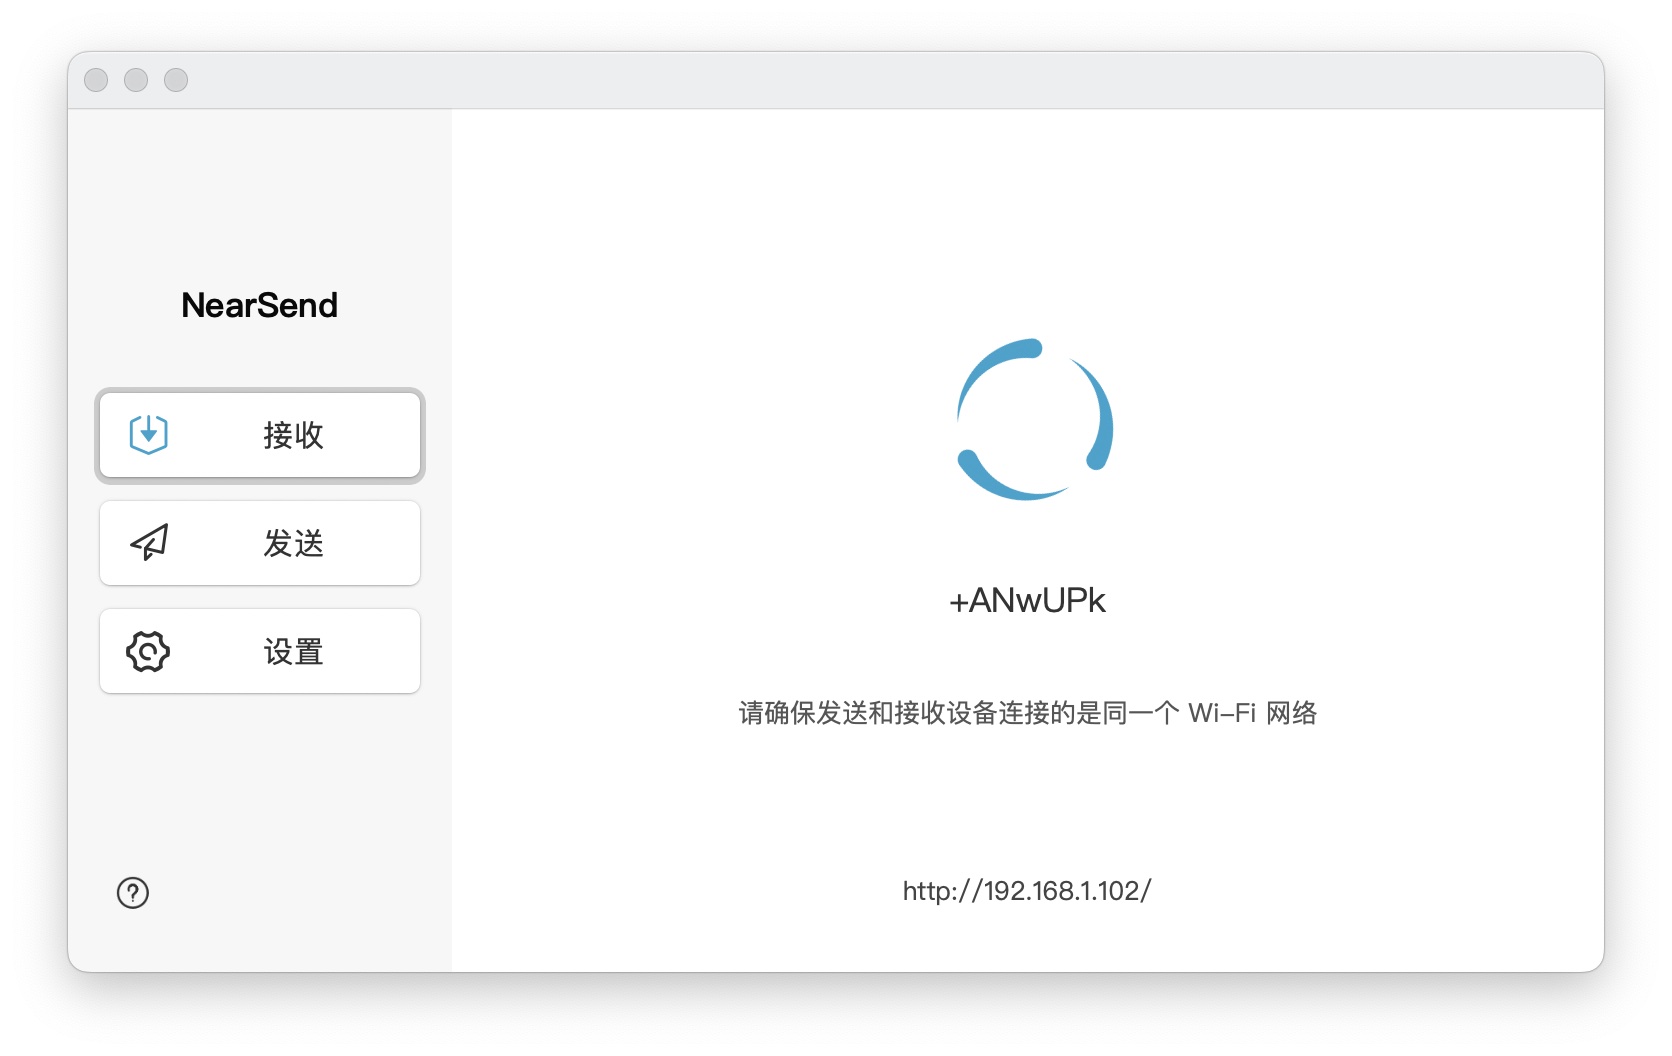 NearSend
接收
发送
设置
+ANwUPk
请确保发送和接收设备连接的是同一个 Wi-Fi 网络
http://192.168.1.102/